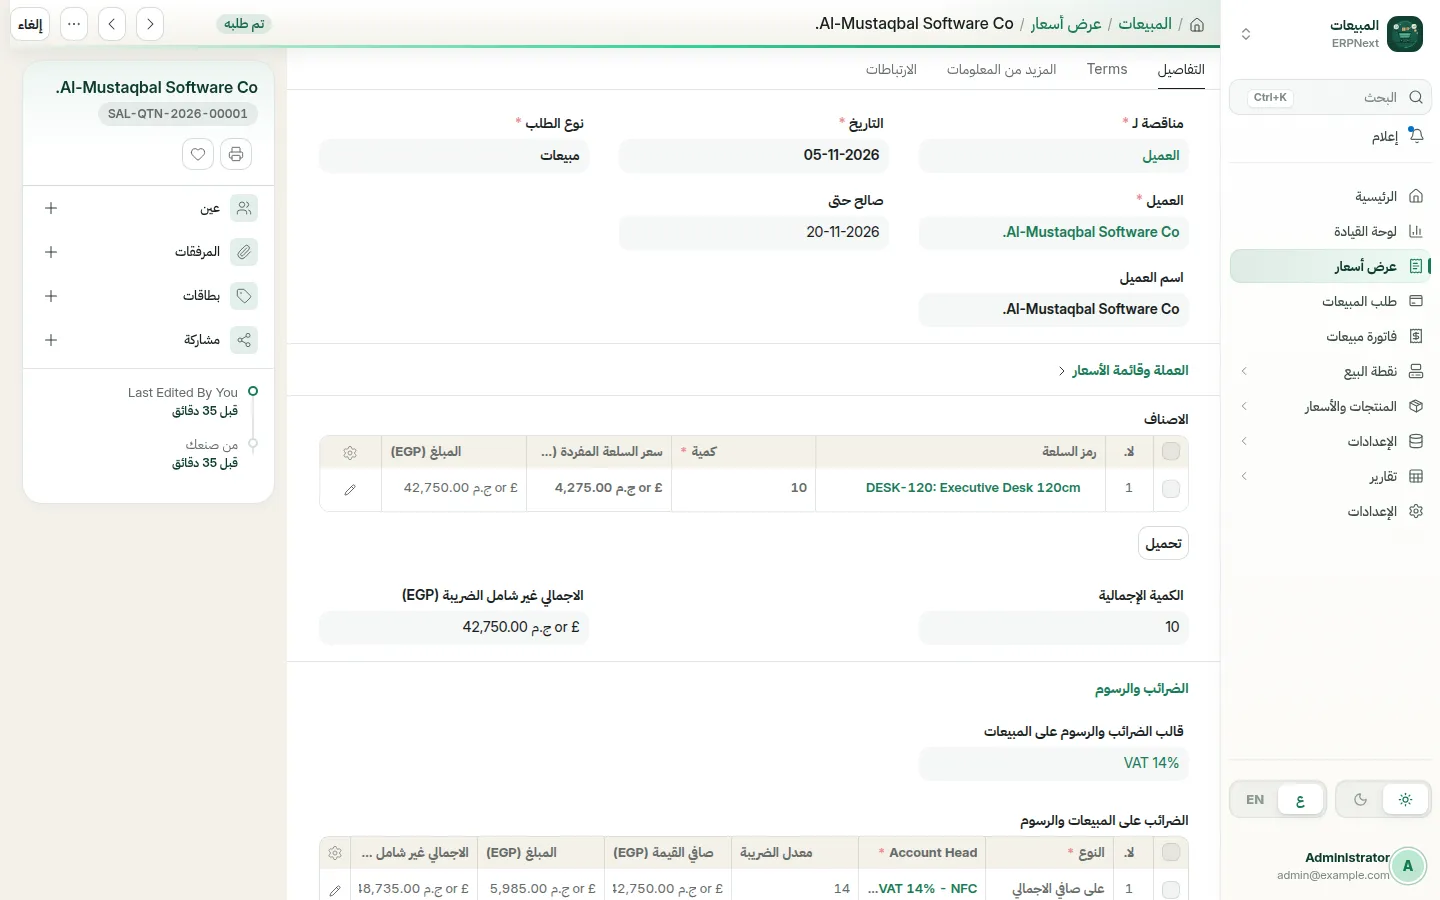 المبيعات
ERPNext
البحث
Ctrl+K
إعلام
الرئيسية
لوحة القيادة
عرض أسعار
طلب المبيعات
فاتورة مبيعات
نقطة البيع
المنتجات والأسعار
الإعدادات
تقارير
الإعدادات
ع
EN
Administrator
A
admin@example.com
المبيعات / عرض أسعار / Al-Mustaqbal Software Co.
تم طلبه
إلغاء
التفاصيل
Terms
المزيد من المعلومات
الارتباطات
مناقصة لـ *
التاريخ *
نوع الطلب *
العميل
05-11-2026
مبيعات
العميل *
صالح حتى
Al-Mustaqbal Software Co.
20-11-2026
اسم العميل
Al-Mustaqbal Software Co.
العملة وقائمة الأسعار
الاصناف
لا.
رمز السلعة
كمية *
سعر السلعة المفردة (...
المبلغ (EGP)
1
DESK-120: Executive Desk 120cm
10
£ or ج.م 4,275.00
£ or ج.م 42,750.00
تحميل
الكمية الإجمالية
الاجمالي غير شامل الضريبة (EGP)
10
£ or ج.م 42,750.00
الضرائب والرسوم
قالب الضرائب والرسوم على المبيعات
VAT 14%
الضرائب على المبيعات والرسوم
لا.
النوع *
Account Head *
معدل الضريبة
صافي القيمة (EGP)
المبلغ (EGP)
الاجمالي غير شامل ...
1
على صافي الاجمالي
VAT 14% - NFC...
14
£ or ج.م 42,750.00
£ or ج.م 5,985.00
£ or ج.م 48,735.00
Al-Mustaqbal Software Co.
SAL-QTN-2026-00001
عين
المرفقات
بطاقات
مشاركة
Last Edited By You
قبل 35 دقائق
من صنعك
قبل 35 دقائق